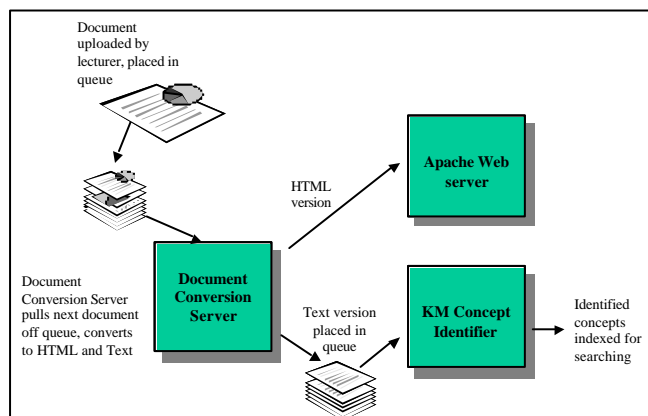 Document
uploaded by
lecturer, placed in
queue
HTML
version
Apache Web
server
Document
Conversion Server
pulls next document
off queue, converts
to HTML and Text
Document
Conversion
Server
Text version
placed in
queue
KM Concept
Identifier
Identified
concepts
indexed for
searching